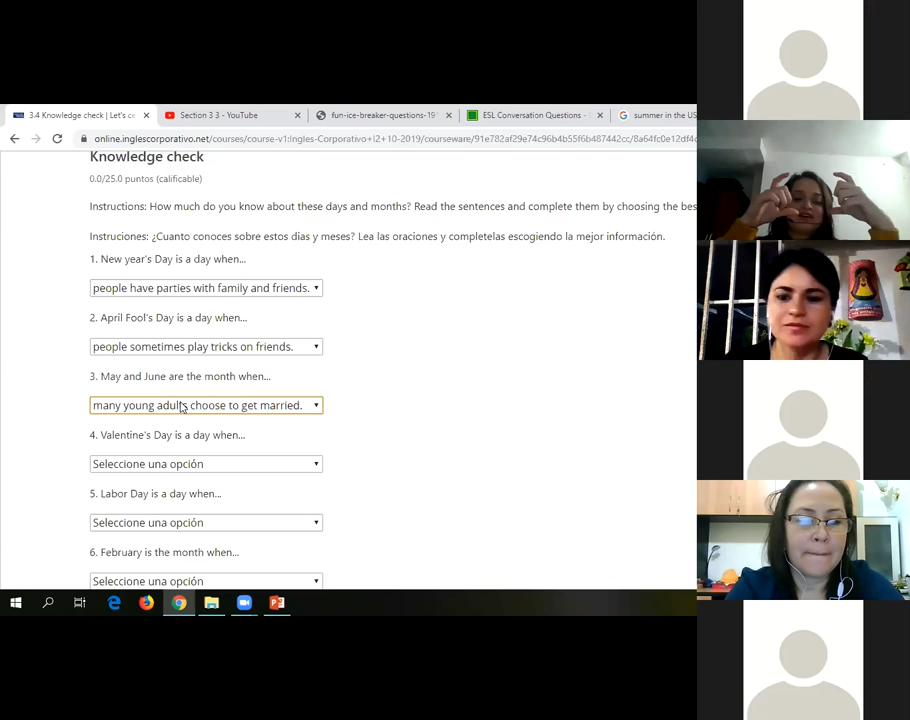 3.4 Knowledge check | Let's ce
Section 3 3 - YouTube
fun-ice-breaker-questions-19
ESL Conversation Questions -
summer in the US
online.inglescorporativo.net/courses/course-v1:Ingles-Corporativo+I2+10-2019/courseware/91e782af29e74c96b4b55f6b487442cc/8a64fc0e12df4c
Knowledge check
0.0/25.0 puntos (calificable)
Instructions: How much do you know about these days and months? Read the sentences and complete them by choosing the bes
Instruciones: ¿Cuanto conoces sobre estos días y meses? Lea las oraciones y completelas escogiendo la mejor información.
1. New year's Day is a day when...
people have parties with family and friends.
2. April Fool's Day is a day when...
people sometimes play tricks on friends.
3. May and June are the month when...
many young adults choose to get married.
4. Valentine's Day is a day when...
Seleccione una opción
5. Labor Day is a day when...
Seleccione una opción
6. February is the month when...
Seleccione una opción